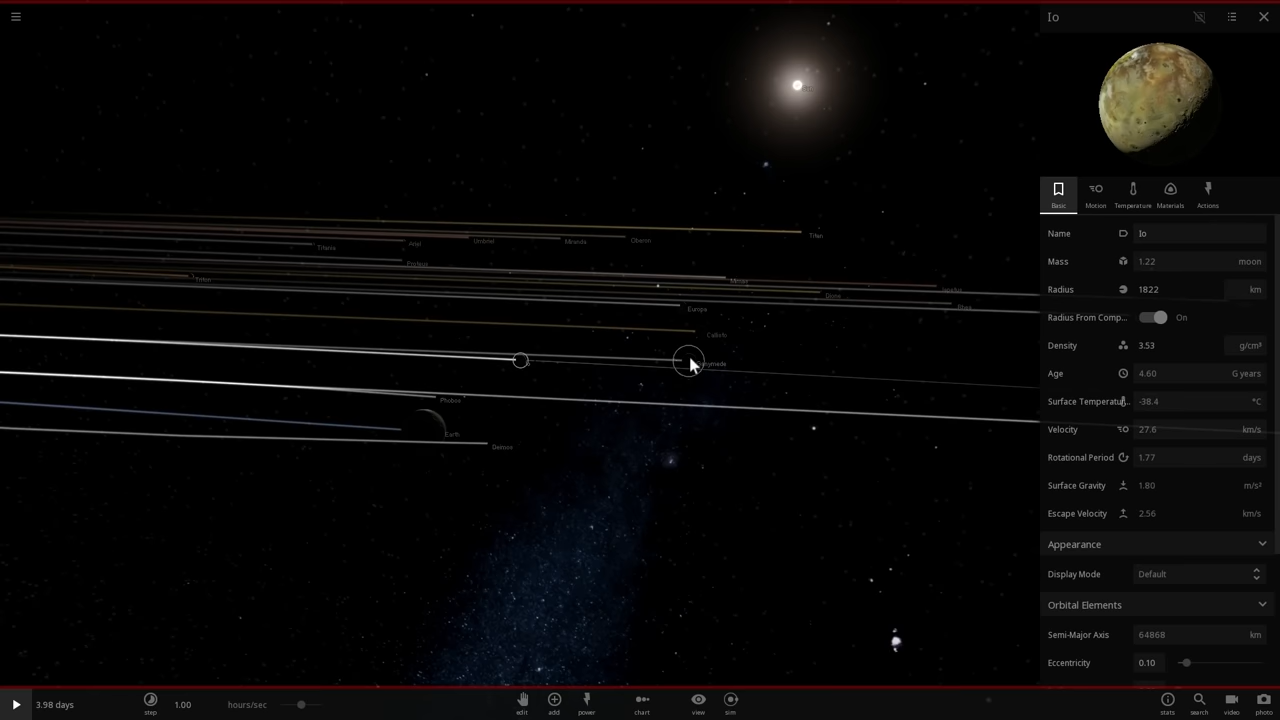 Io
Titan
Titania
Ariel
Umbriel
Miranda
Oberon
Proteus
Triton
Mimas
Iapetus
Dione
Rhea
Europa
Callisto
Ganymede
Phobos
Earth
Deimos
Basic Motion Temperature Materials Actions
Name Io
Mass 1.22 moon
Radius 1822 km
Radius From Comp... On
Density 3.53 g/cm³
Age 4.60 G years
Surface Temperatu... -38.4 °C
Velocity 27.6 km/s
Rotational Period 1.77 days
Surface Gravity 1.80 m/s²
Escape Velocity 2.56 km/s
Appearance
Display Mode Default
Orbital Elements
Semi-Major Axis 64868 km
Eccentricity 0.10
3.98 days step 1.00 hours/sec edit add power chart view sim stats search video photo